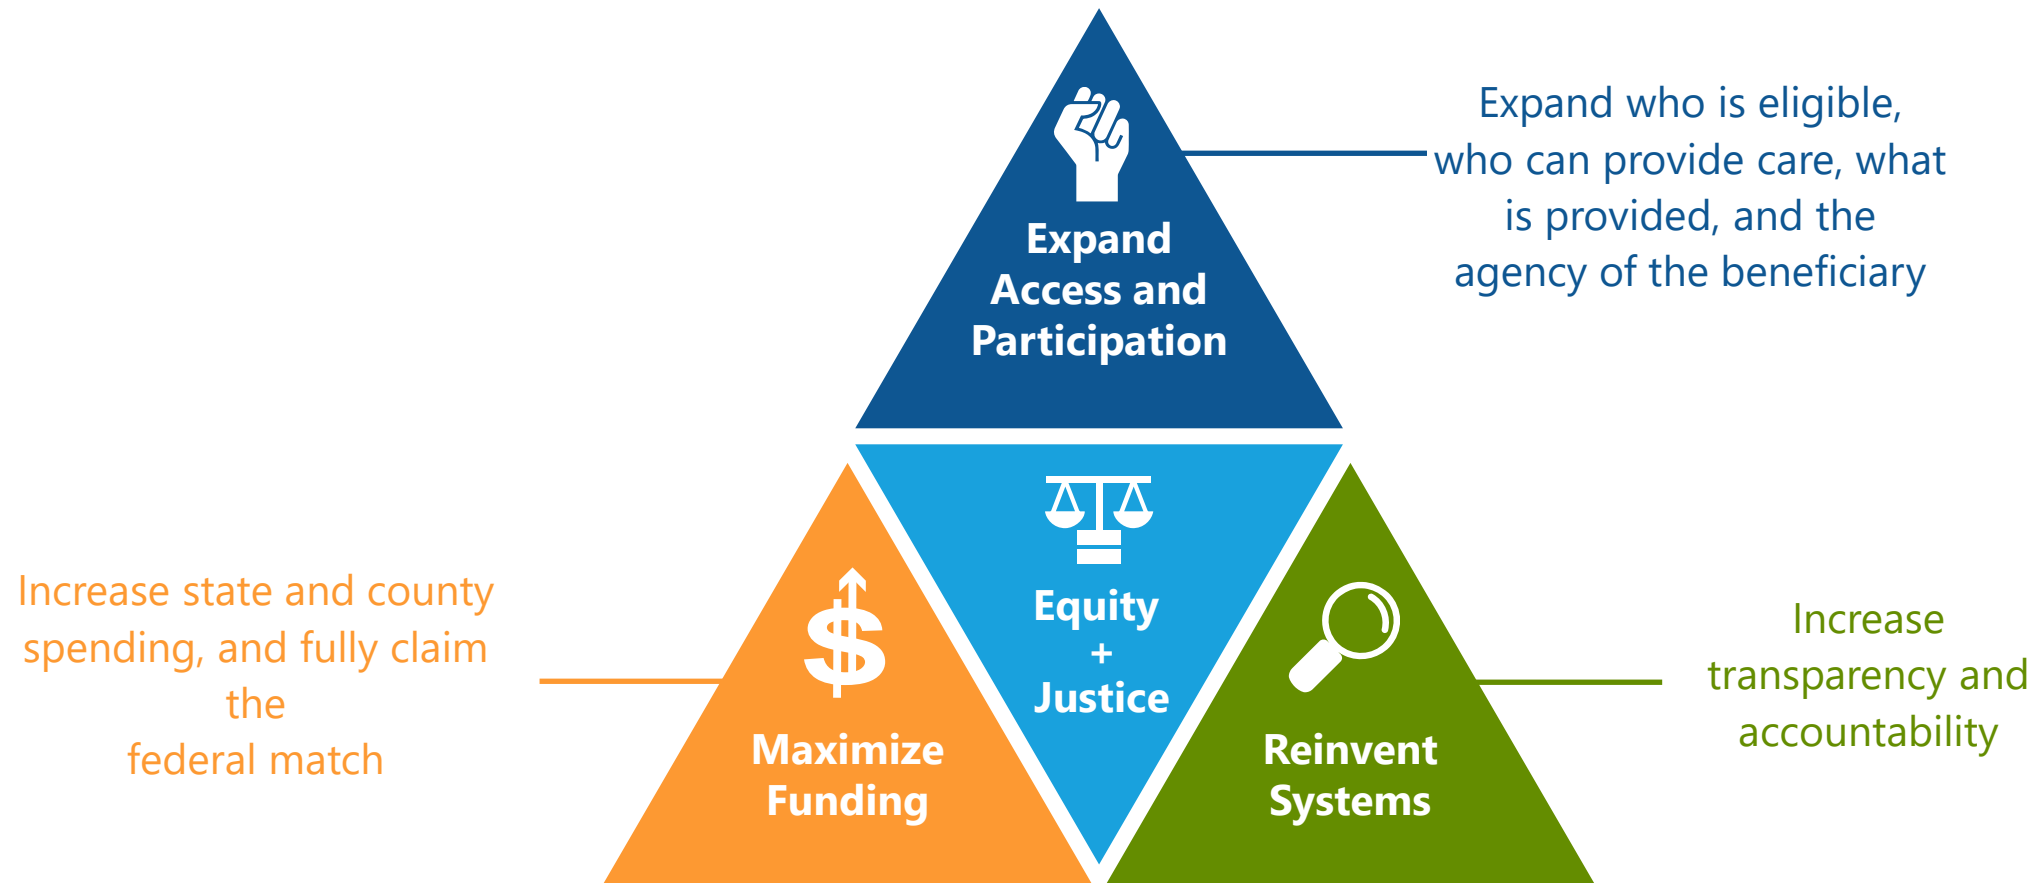 Expand who is eligible,
who can provide care, what
is provided, and the
agency of the beneficiary
Expand
Access and
Participation
Equity
+
Justice
Increase state and county
spending, and fully claim
the
federal match
Maximize
Funding
Reinvent
Systems
Increase
transparency and
accountability